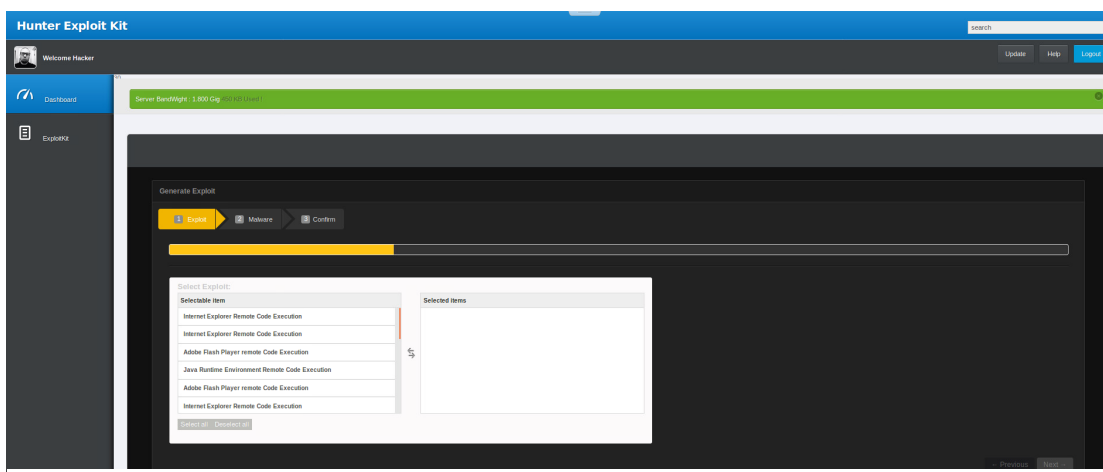 Hunter Exploit Kit
search
Welcome Hacker
Update Help Logout
Dashboard
Server BandWight : 1.800 Gig
KB Used !
ExploitKit
Generate Exploit
1 Exploit 2 Malware 3 Confirm
Select Exploit:
Selectable item Selected items
Internet Explorer Remote Code Execution
Internet Explorer Remote Code Execution
Adobe Flash Player remote Code Execution
Java Runtime Environment Remote Code Execution
Adobe Flash Player remote Code Execution
Internet Explorer Remote Code Execution
Select all Deselect all
← Previous Next →